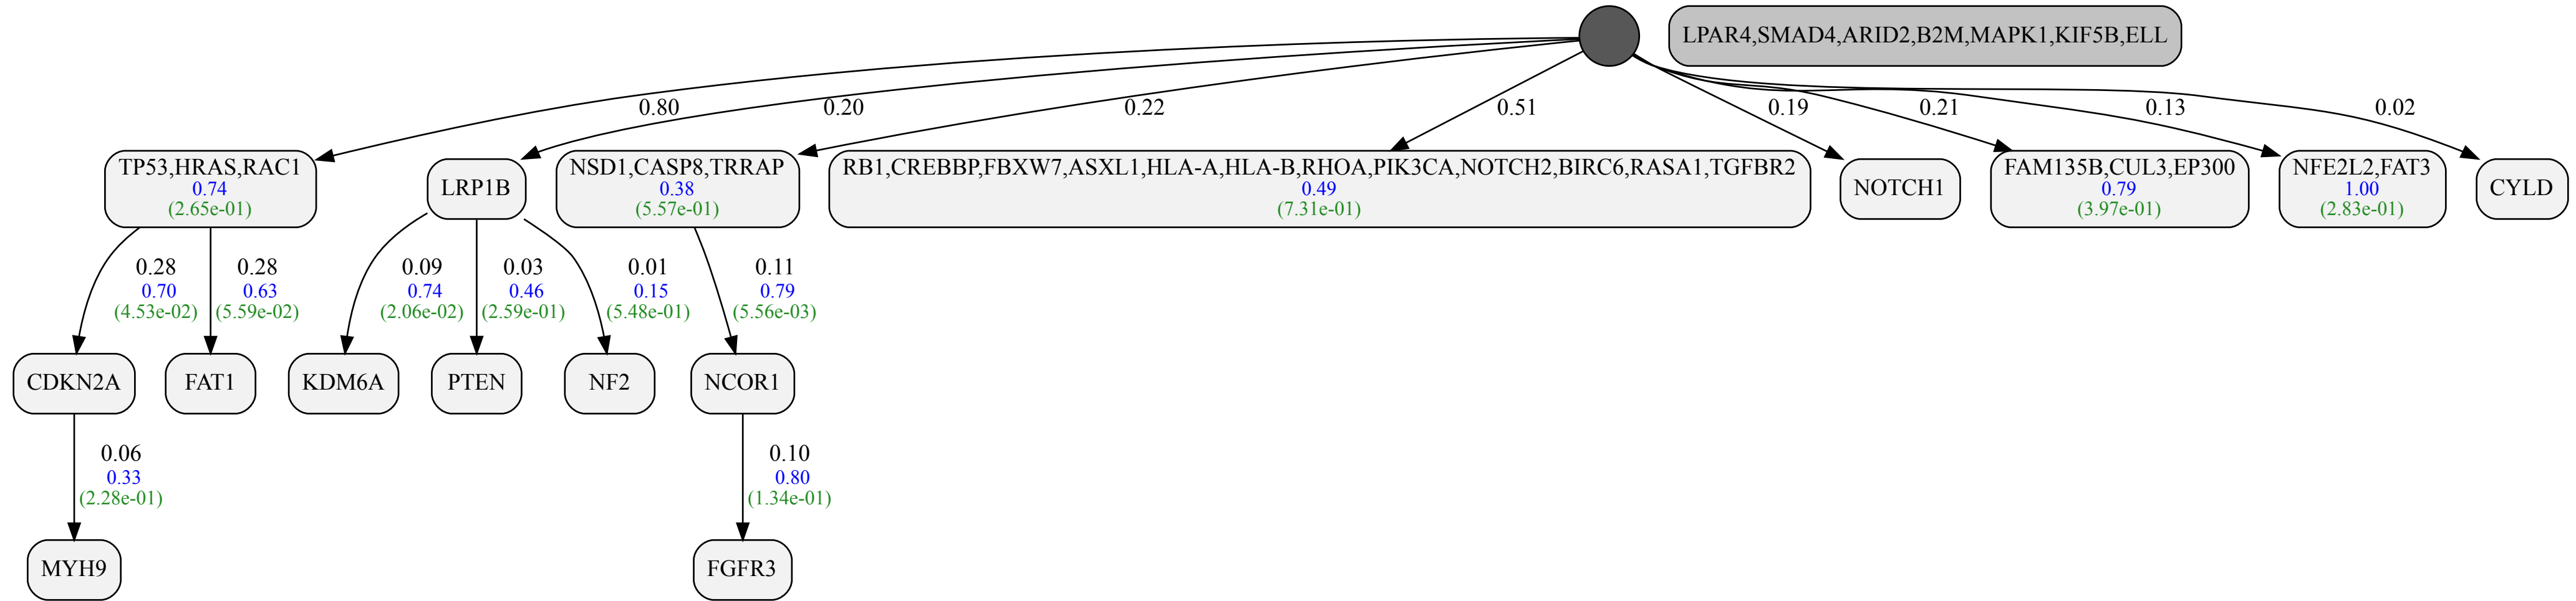 LPAR4,SMAD4,ARID2,B2M,MAPK1,KIF5B,ELL
0.80
0.20
0.22
0.51
0.19
0.21
0.13
0.02
TP53,HRAS,RAC1
0.74
(2.65e-01)
LRP1B
NSD1,CASP8,TRRAP
0.38
(5.57e-01)
RB1,CREBBP,FBXW7,ASXL1,HLA-A,HLA-B,RHOA,PIK3CA,NOTCH2,BIRC6,RASA1,TGFBR2
0.49
(7.31e-01)
NOTCH1
FAM135B,CUL3,EP300
0.79
(3.97e-01)
NFE2L2,FAT3
1.00
(2.83e-01)
CYLD
0.28
0.70
(4.53e-02)
0.28
0.63
(5.59e-02)
0.09
0.74
(2.06e-02)
0.03
0.46
(2.59e-01)
0.01
0.15
(5.48e-01)
0.11
0.79
(5.56e-03)
CDKN2A
FAT1
KDM6A
PTEN
NF2
NCOR1
0.06
0.33
(2.28e-01)
0.10
0.80
(1.34e-01)
MYH9
FGFR3